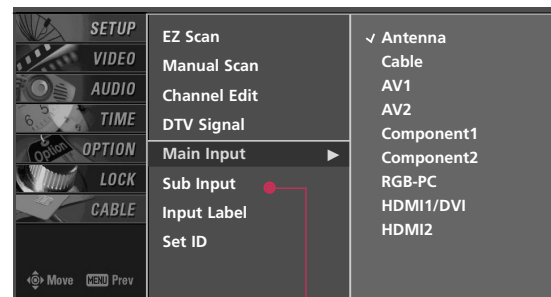 SETUP
VIDEO
AUDIO
TIME
OPTION
LOCK
CABLE
Move MENU Prev
EZ Scan
Manual Scan
Channel Edit
DTV Signal
Main Input
Sub Input
Input Label
Set ID
Antenna
Cable
AV1
AV2
Component1
Component2
RGB-PC
HDMI1/DVI
HDMI2